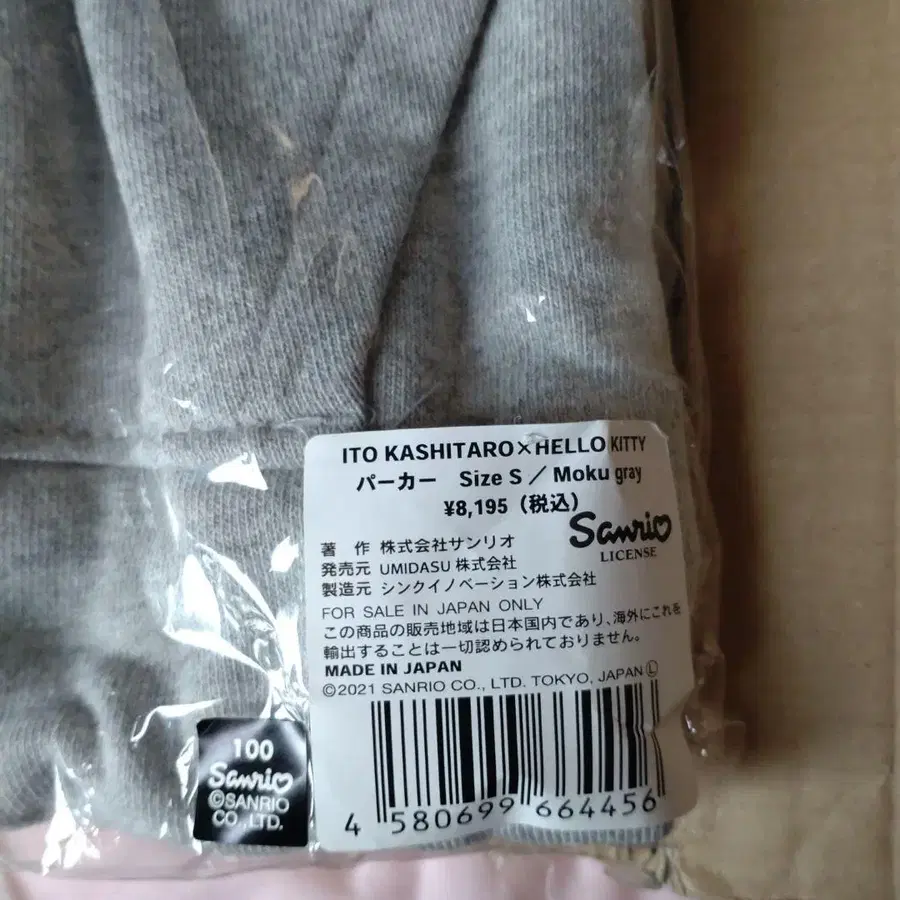 ITO KASHITARO×HELLO KITTY
パーカー Size S / Moku gray
¥8,195 (税込)
Sanrio
LICENSE
著 作 株式会社サンリオ
発売元 UMIDASU 株式会社
製造元 シンクイノベーション株式会社
FOR SALE IN JAPAN ONLY
この商品の販売地域は日本国内であり、海外にこれを
輸出することは一切認められておりません。
MADE IN JAPAN
©2021 SANRIO CO., LTD. TOKYO, JAPAN Ⓛ
4 580699 664456
100
Sanrio
©SANRIO
CO., LTD.